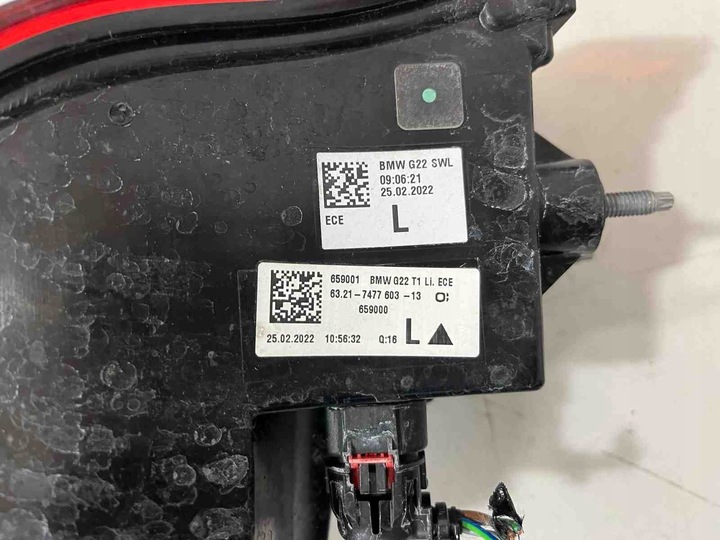 BMW G22 SWL
09:06:21
25.02.2022
ECE
L
659001 BMW G22 T1 Li. ECE
63.21-7477 603 -13
659000
25.02.2022 10:56:32 Q:16 L